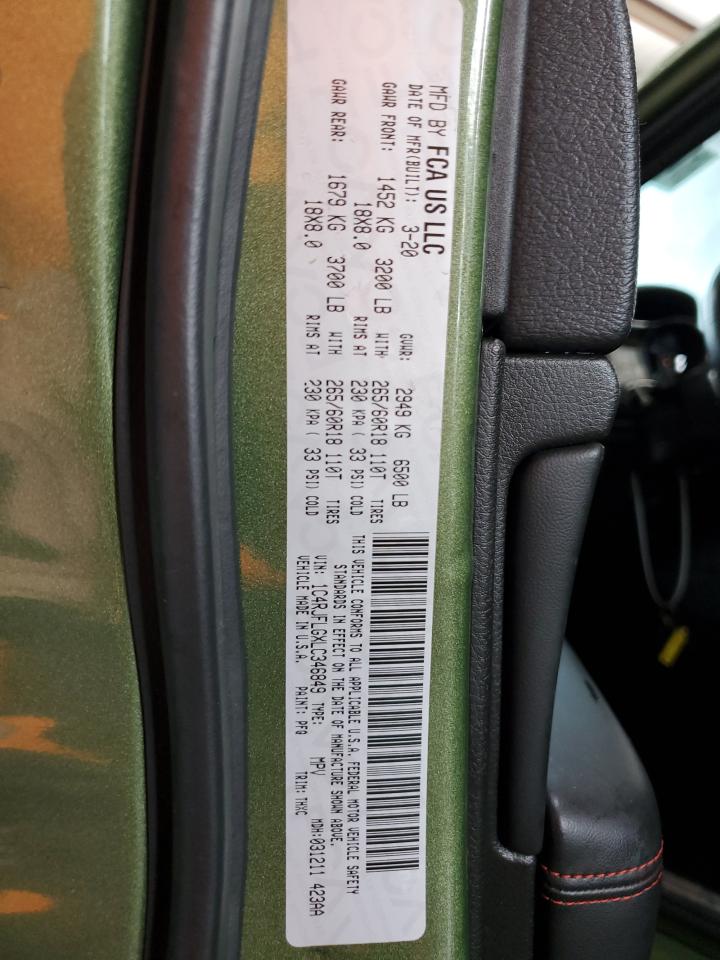 MFD BY FCA US LLC
DATE OF MFR(BUILT): 3-20 GVWR: 2949 KG 6500 LB
GAWR FRONT: 1452 KG 3200 LB WITH 265/60R18 110T TIRES
18X8.0 RIMS AT 230 KPA ( 33 PSI) COLD
GAWR REAR: 1679 KG 3700 LB WITH 265/60R18 110T TIRES
18X8.0 RIMS AT 230 KPA ( 33 PSI) COLD
THIS VEHICLE CONFORMS TO ALL APPLICABLE U.S.A. FEDERAL MOTOR VEHICLE SAFETY
STANDARDS IN EFFECT ON THE DATE OF MANUFACTURE SHOWN ABOVE.
VIN: 1C4RJFLGXLC346849 TYPE: MPV MDH:031211 423AA
VEHICLE MADE IN U.S.A. PAINT: PFQ TRIM: THXC